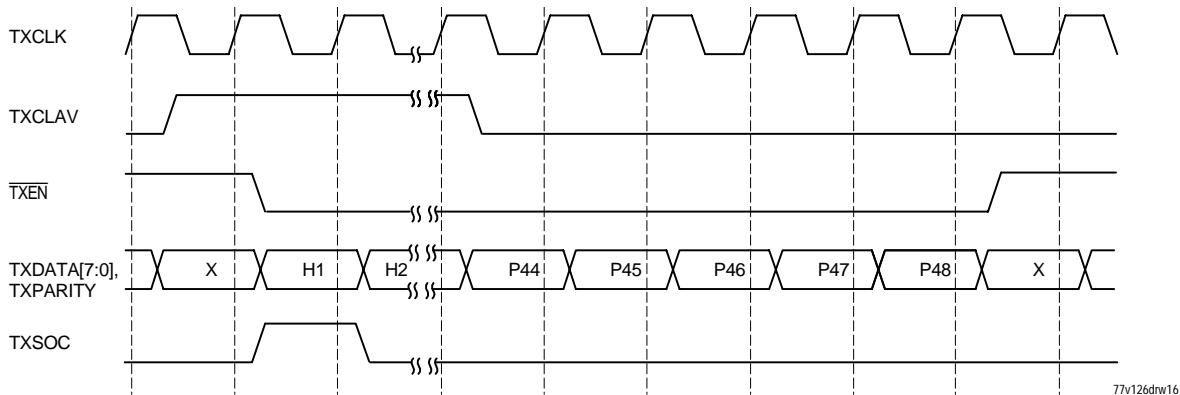 TXCLK
TXCLAV
TXEN
TXDATA[7:0],
TXPARITY
X H1 H2 P44 P45 P46 P47 P48 X
TXSOC
77v126drw16